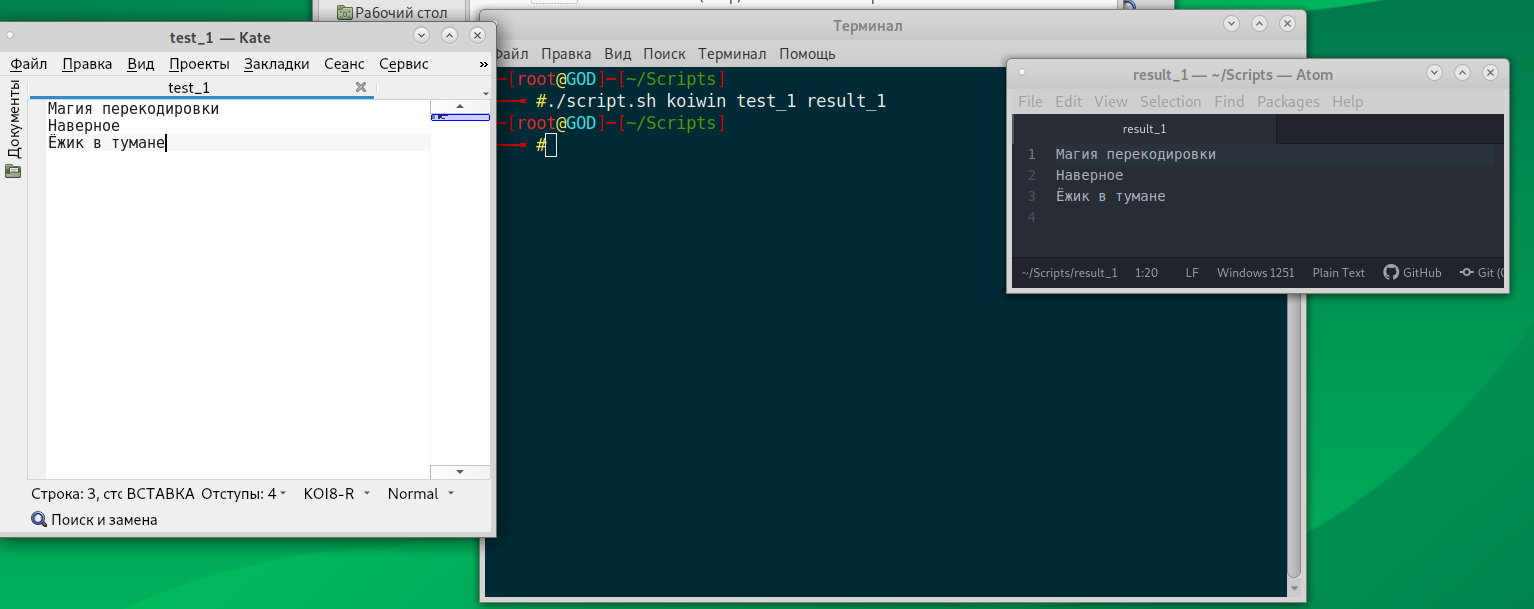 Рабочий стол
test_1 — Kate
Файл Правка Вид Проекты Закладки Сеанс Сервис »
Документы
test_1
Магия перекодировки
Наверное
Ёжик в тумане
Строка: 3, стс ВСТАВКА Отступы: 4 KOI8-R Normal
Поиск и замена
Терминал
Файл Правка Вид Поиск Терминал Помощь
[root@GOD]─[~/Scripts]
#./script.sh koiwin test_1 result_1
[root@GOD]─[~/Scripts]
#
result_1 — ~/Scripts — Atom
File Edit View Selection Find Packages Help
result_1
1 Магия перекодировки
2 Наверное
3 Ёжик в тумане
4
~/Scripts/result_1 1:20 LF Windows 1251 Plain Text GitHub Git (0